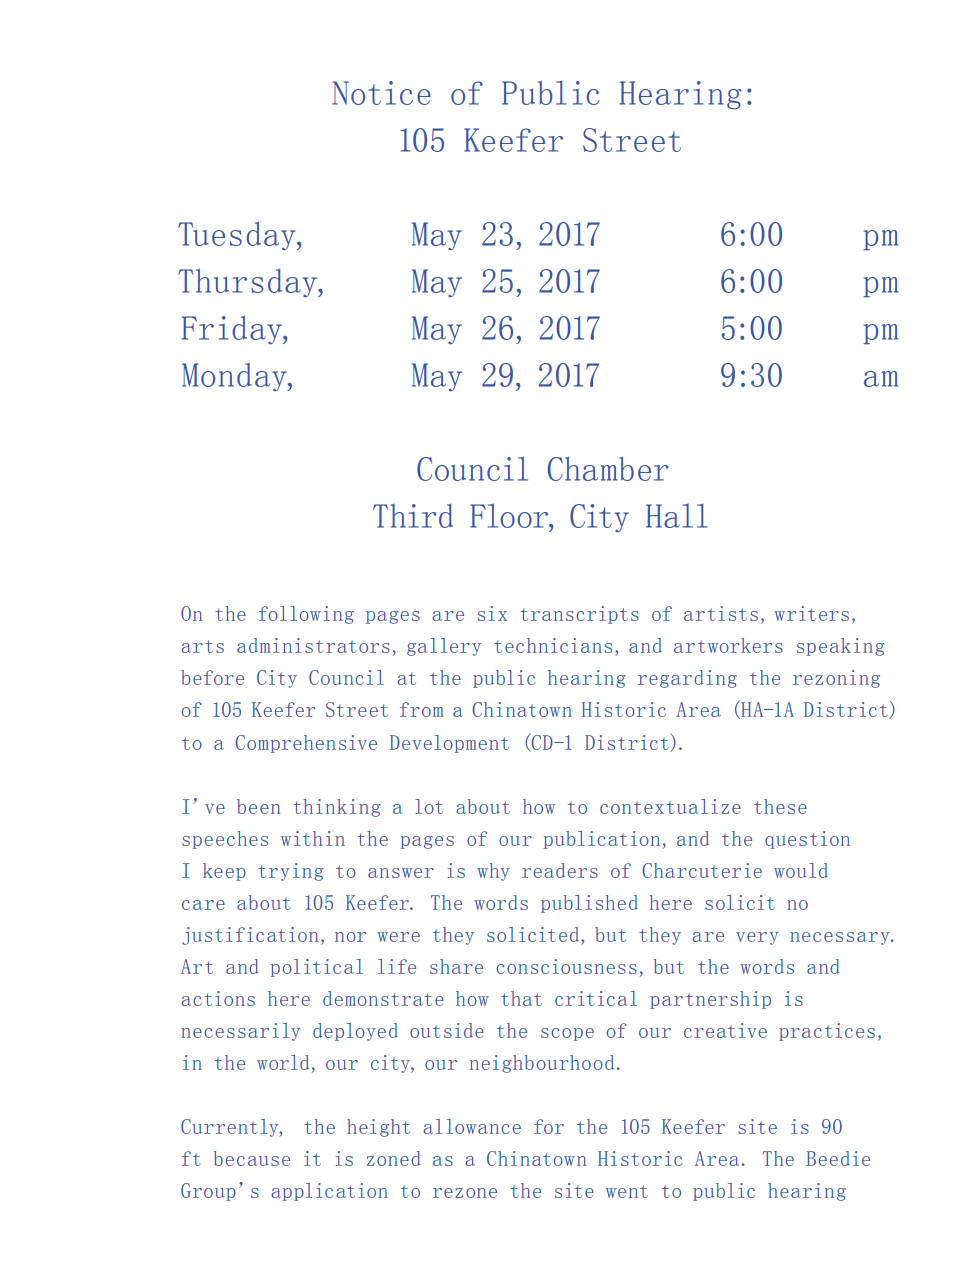 Notice of Public Hearing:
105 Keefer Street
Tuesday, May 23, 2017 6:00 pm
Thursday, May 25, 2017 6:00 pm
Friday, May 26, 2017 5:00 pm
Monday, May 29, 2017 9:30 am
Council Chamber
Third Floor, City Hall
On the following pages are six transcripts of artists, writers,
arts administrators, gallery technicians, and artworkers speaking
before City Council at the public hearing regarding the rezoning
of 105 Keefer Street from a Chinatown Historic Area (HA-1A District)
to a Comprehensive Development (CD-1 District).
I've been thinking a lot about how to contextualize these
speeches within the pages of our publication, and the question
I keep trying to answer is why readers of Charcuterie would
care about 105 Keefer. The words published here solicit no
justification, nor were they solicited, but they are very necessary.
Art and political life share consciousness, but the words and
actions here demonstrate how that critical partnership is
necessarily deployed outside the scope of our creative practices,
in the world, our city, our neighbourhood.
Currently, the height allowance for the 105 Keefer site is 90
ft because it is zoned as a Chinatown Historic Area. The Beedie
Group's application to rezone the site went to public hearing